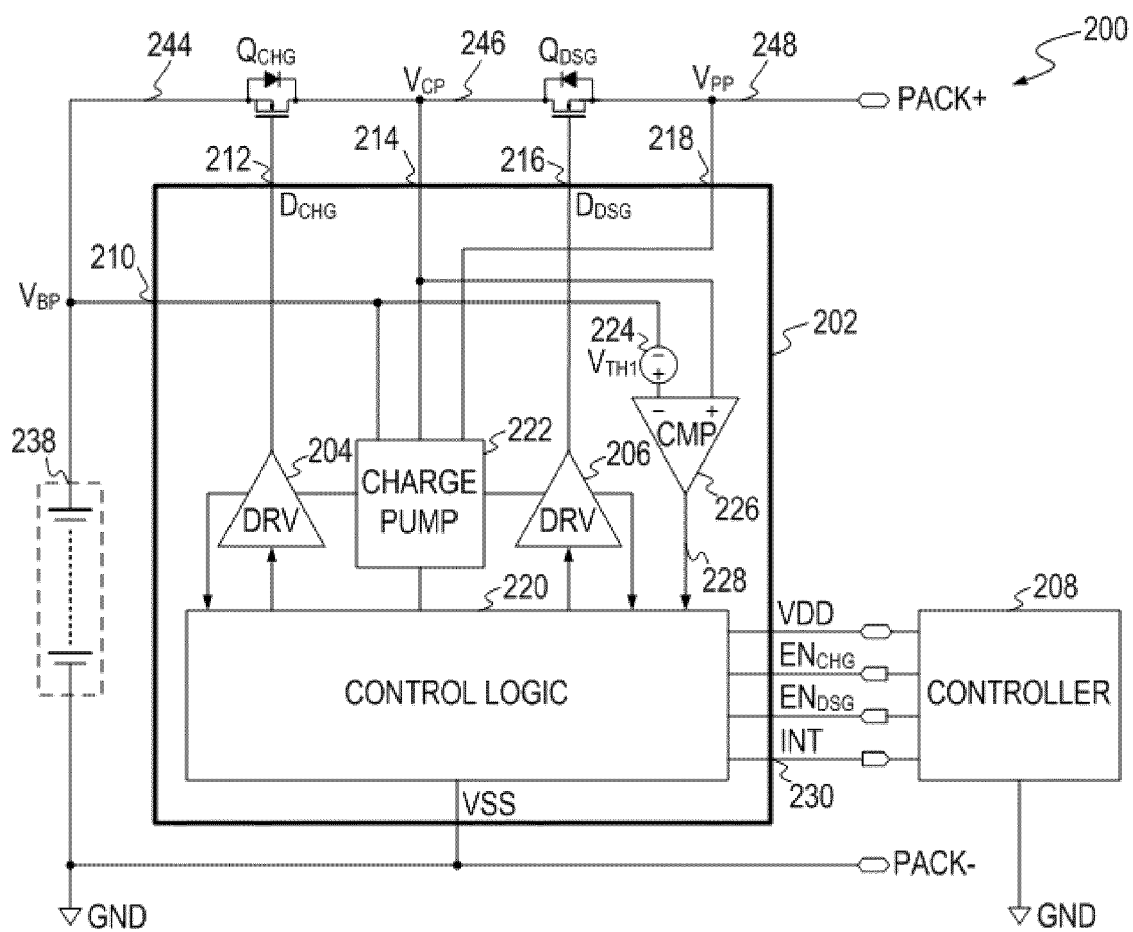 200
244
QCHG
246
QDSG
248
VCP
VPP
PACK+
212
214
216
218
DCHG
DDSG
210
VBP
224
VTH1
-
+
202
-
+
CMP
238
204
222
206
226
DRV
CHARGE
PUMP
DRV
228
220
208
VDD
ENCHG
CONTROL LOGIC
CONTROLLER
ENDSG
INT
230
VSS
PACK-
GND
GND